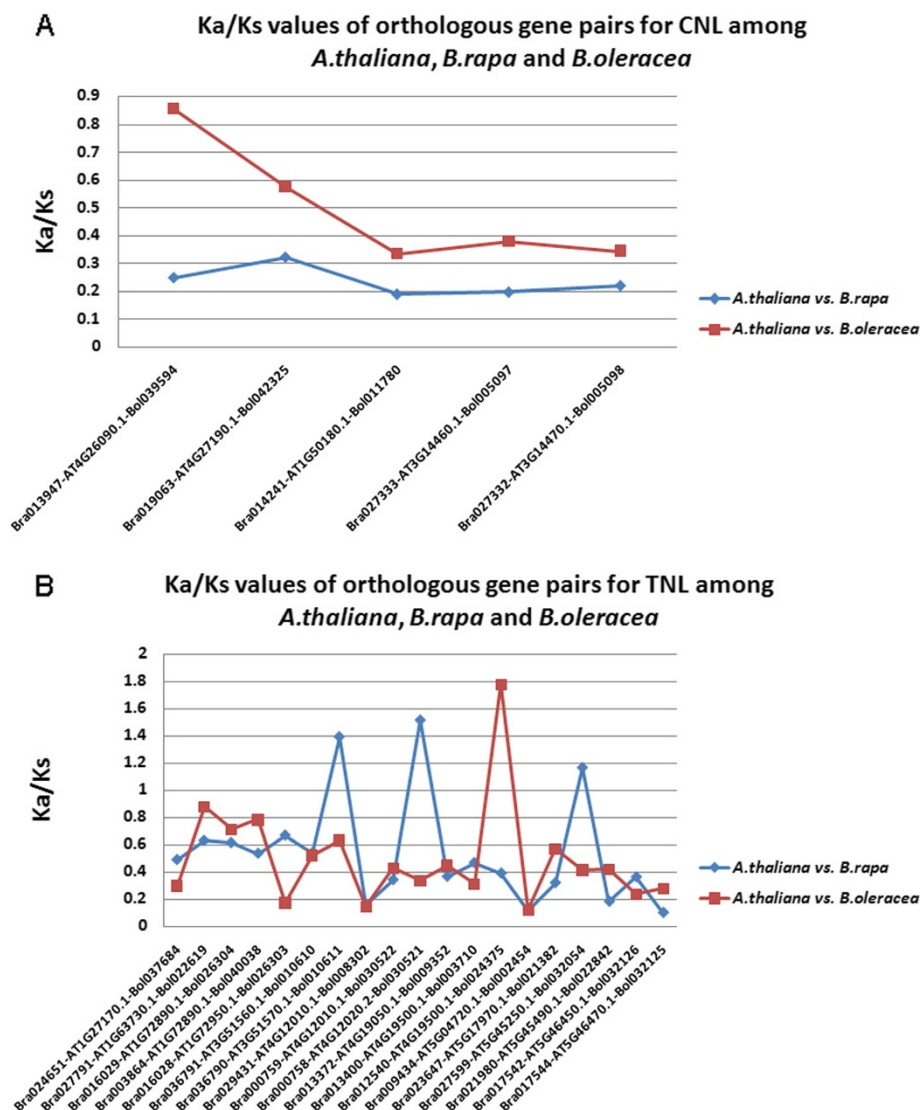 A
Ka/Ks values of orthologous gene pairs for CNL among
A.thaliana, B.rapa and B.oleracea
0.9
0.8
0.7
0.6
0.5
0.4
0.3
0.2
0.1
0
Ka/Ks
Bra013947-AT4G26090.1-Bol039594
Bra019063-AT4G27190.1-Bol042325
Bra014241-AT1G50180.1-Bol011780
Bra027333-AT3G14460.1-Bol005097
Bra027332-AT3G14470.1-Bol005098
A.thaliana vs. B.rapa
A.thaliana vs. B.oleracea
B
Ka/Ks values of orthologous gene pairs for TNL among
A.thaliana, B.rapa and B.oleracea
2
1.8
1.6
1.4
1.2
1
0.8
0.6
0.4
0.2
0
Ka/Ks
Bra024651-AT1G27170.1-Bol037684
Bra027791-AT1G63730.1-Bol022619
Bra016029-AT1G72890.1-Bol026304
Bra003864-AT1G72890.1-Bol040038
Bra016028-AT1G72950.1-Bol026303
Bra036791-AT3G51560.1-Bol010610
Bra036790-AT3G51570.1-Bol010611
Bra029431-AT4G12010.1-Bol008302
Bra000759-AT4G12010.1-Bol030522
Bra000758-AT4G12020.2-Bol030521
Bra013372-AT4G19050.1-Bol009352
Bra013400-AT4G19500.1-Bol003710
Bra012540-AT4G19500.1-Bol024375
Bra009434-AT5G04720.1-Bol002454
Bra023647-AT5G17970.1-Bol021382
Bra027559-AT5G45250.1-Bol032054
Bra021980-AT5G45490.1-Bol022842
Bra017542-AT5G46450.1-Bol032126
Bra017544-AT5G46470.1-Bol032125
A.thaliana vs. B.rapa
A.thaliana vs. B.oleracea